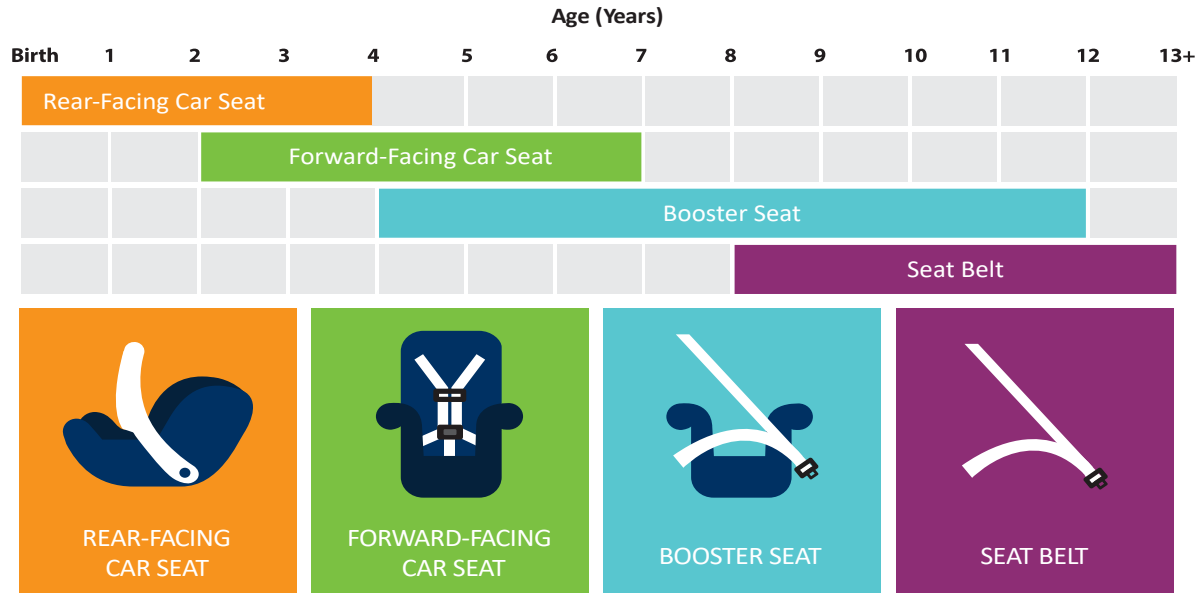 Age (Years)
Birth 1 2 3 4 5 6 7 8 9 10 11 12 13+
Rear-Facing Car Seat
Forward-Facing Car Seat
Booster Seat
Seat Belt
REAR-FACING
CAR SEAT
FORWARD-FACING
CAR SEAT
BOOSTER SEAT
SEAT BELT